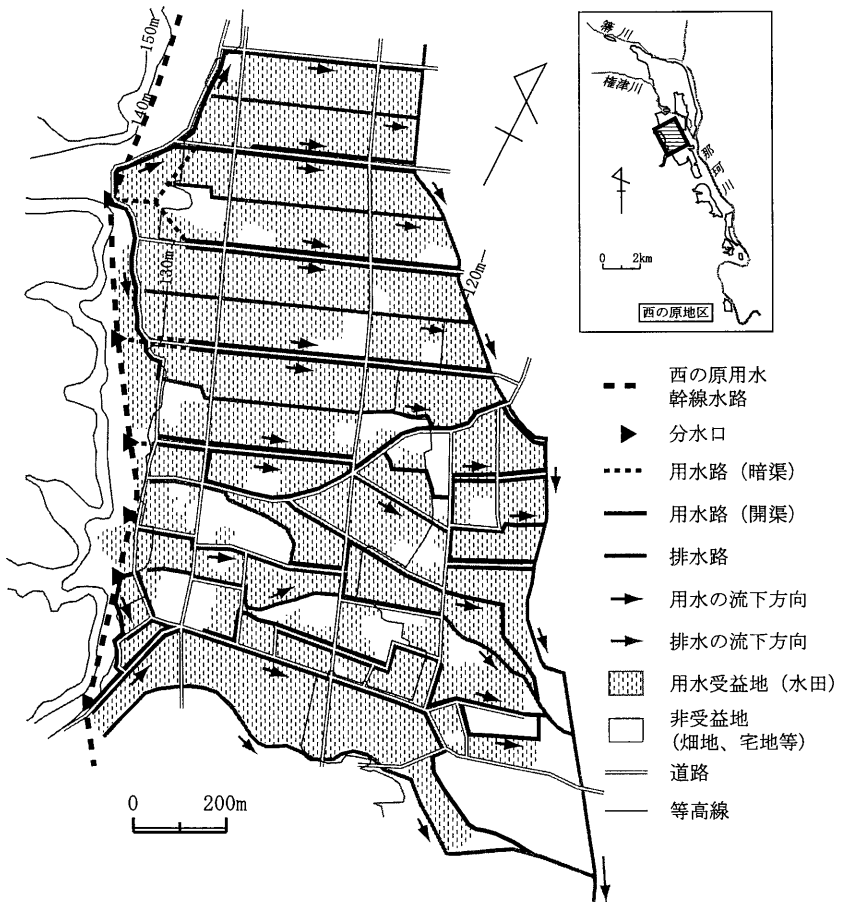 150m
140m
130m
120m
箒川
権津川
那珂川
0 2km
西の原地区
西の原用水
幹線水路
分水口
用水路（暗渠）
用水路（開渠）
排水路
用水の流下方向
排水の流下方向
用水受益地（水田）
非受益地
（畑地、宅地等）
道路
等高線
0 200m